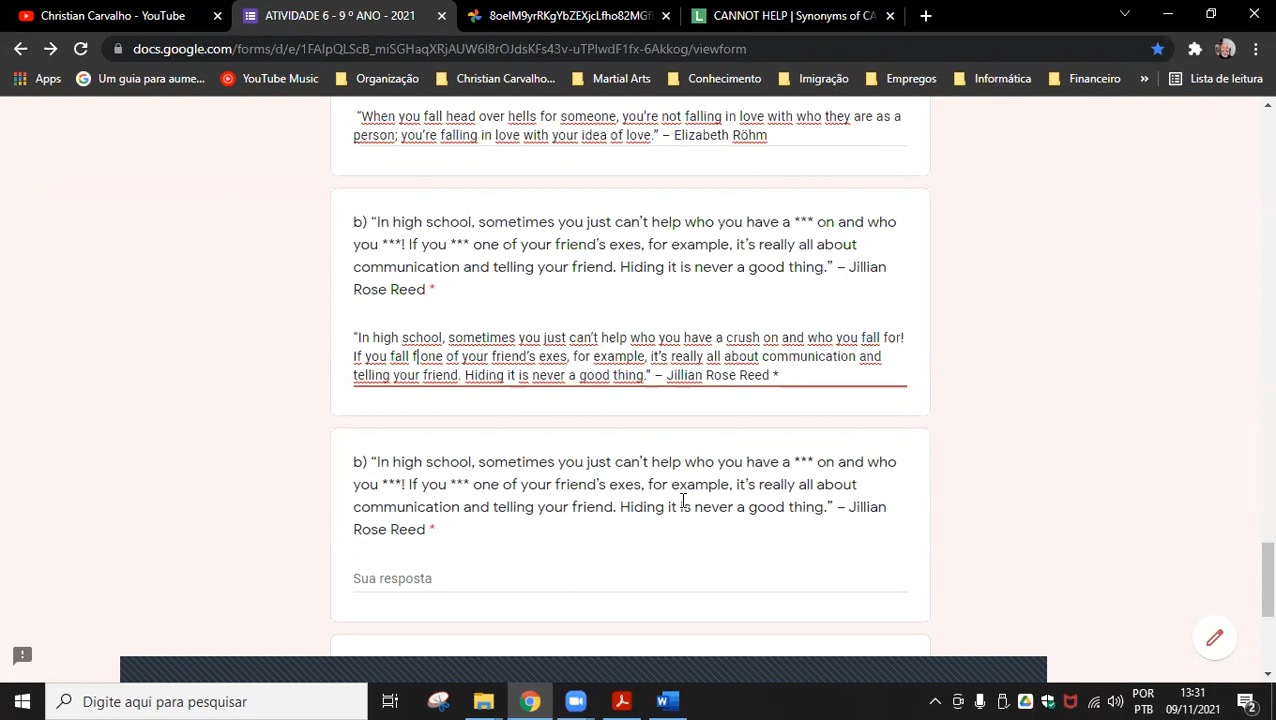 Christian Carvalho - YouTube
ATIVIDADE 6 - 9 º ANO - 2021
8oeIM9yrRKgYbZEXjcLfho82MGfi
CANNOT HELP | Synonyms of CA
docs.google.com/forms/d/e/1FAIpQLScB_miSGHaqXRjAUW6I8rOJdsKFs43v-uTPlwdF1fx-6Akkog/viewform
Apps
Um guia para aume...
YouTube Music
Organização
Christian Carvalho...
Martial Arts
Conhecimento
Imigração
Empregos
Informática
Financeiro
»
Lista de leitura
“When you fall head over hells for someone, you’re not falling in love with who they are as a
person; you’re falling in love with your idea of love.” – Elizabeth Röhm
b) “In high school, sometimes you just can’t help who you have a *** on and who
you ***! If you *** one of your friend’s exes, for example, it’s really all about
communication and telling your friend. Hiding it is never a good thing.” – Jillian
Rose Reed *
“In high school, sometimes you just can’t help who you have a crush on and who you fall for!
If you fall f one of your friend’s exes, for example, it’s really all about communication and
telling your friend. Hiding it is never a good thing.” – Jillian Rose Reed *
b) “In high school, sometimes you just can’t help who you have a *** on and who
you ***! If you *** one of your friend’s exes, for example, it’s really all about
communication and telling your friend. Hiding it is never a good thing.” – Jillian
Rose Reed *
Sua resposta
Digite aqui para pesquisar
POR
PTB
13:31
09/11/2021
2